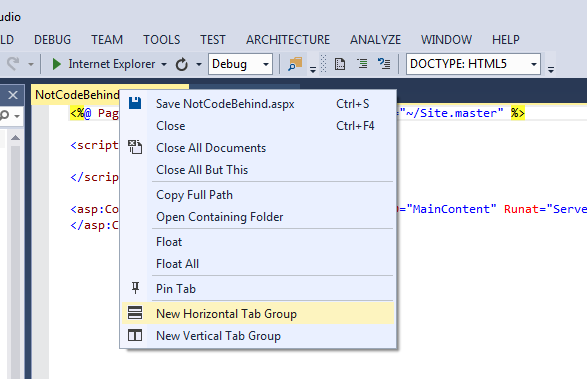 udio
LD DEBUG TEAM TOOLS TEST ARCHITECTURE ANALYZE WINDOW HELP
Internet Explorer Debug DOCTYPE: HTML5
NotCodeBehind
<%@ Pag ="~/Site.master" %>
Save NotCodeBehind.aspx Ctrl+S
Close Ctrl+F4
<script
Close All Documents
Close All But This
</scrip
Copy Full Path
<asp:Co ="MainContent" Runat="Serve
Open Containing Folder
</asp:C
Float
Float All
Pin Tab
New Horizontal Tab Group
New Vertical Tab Group